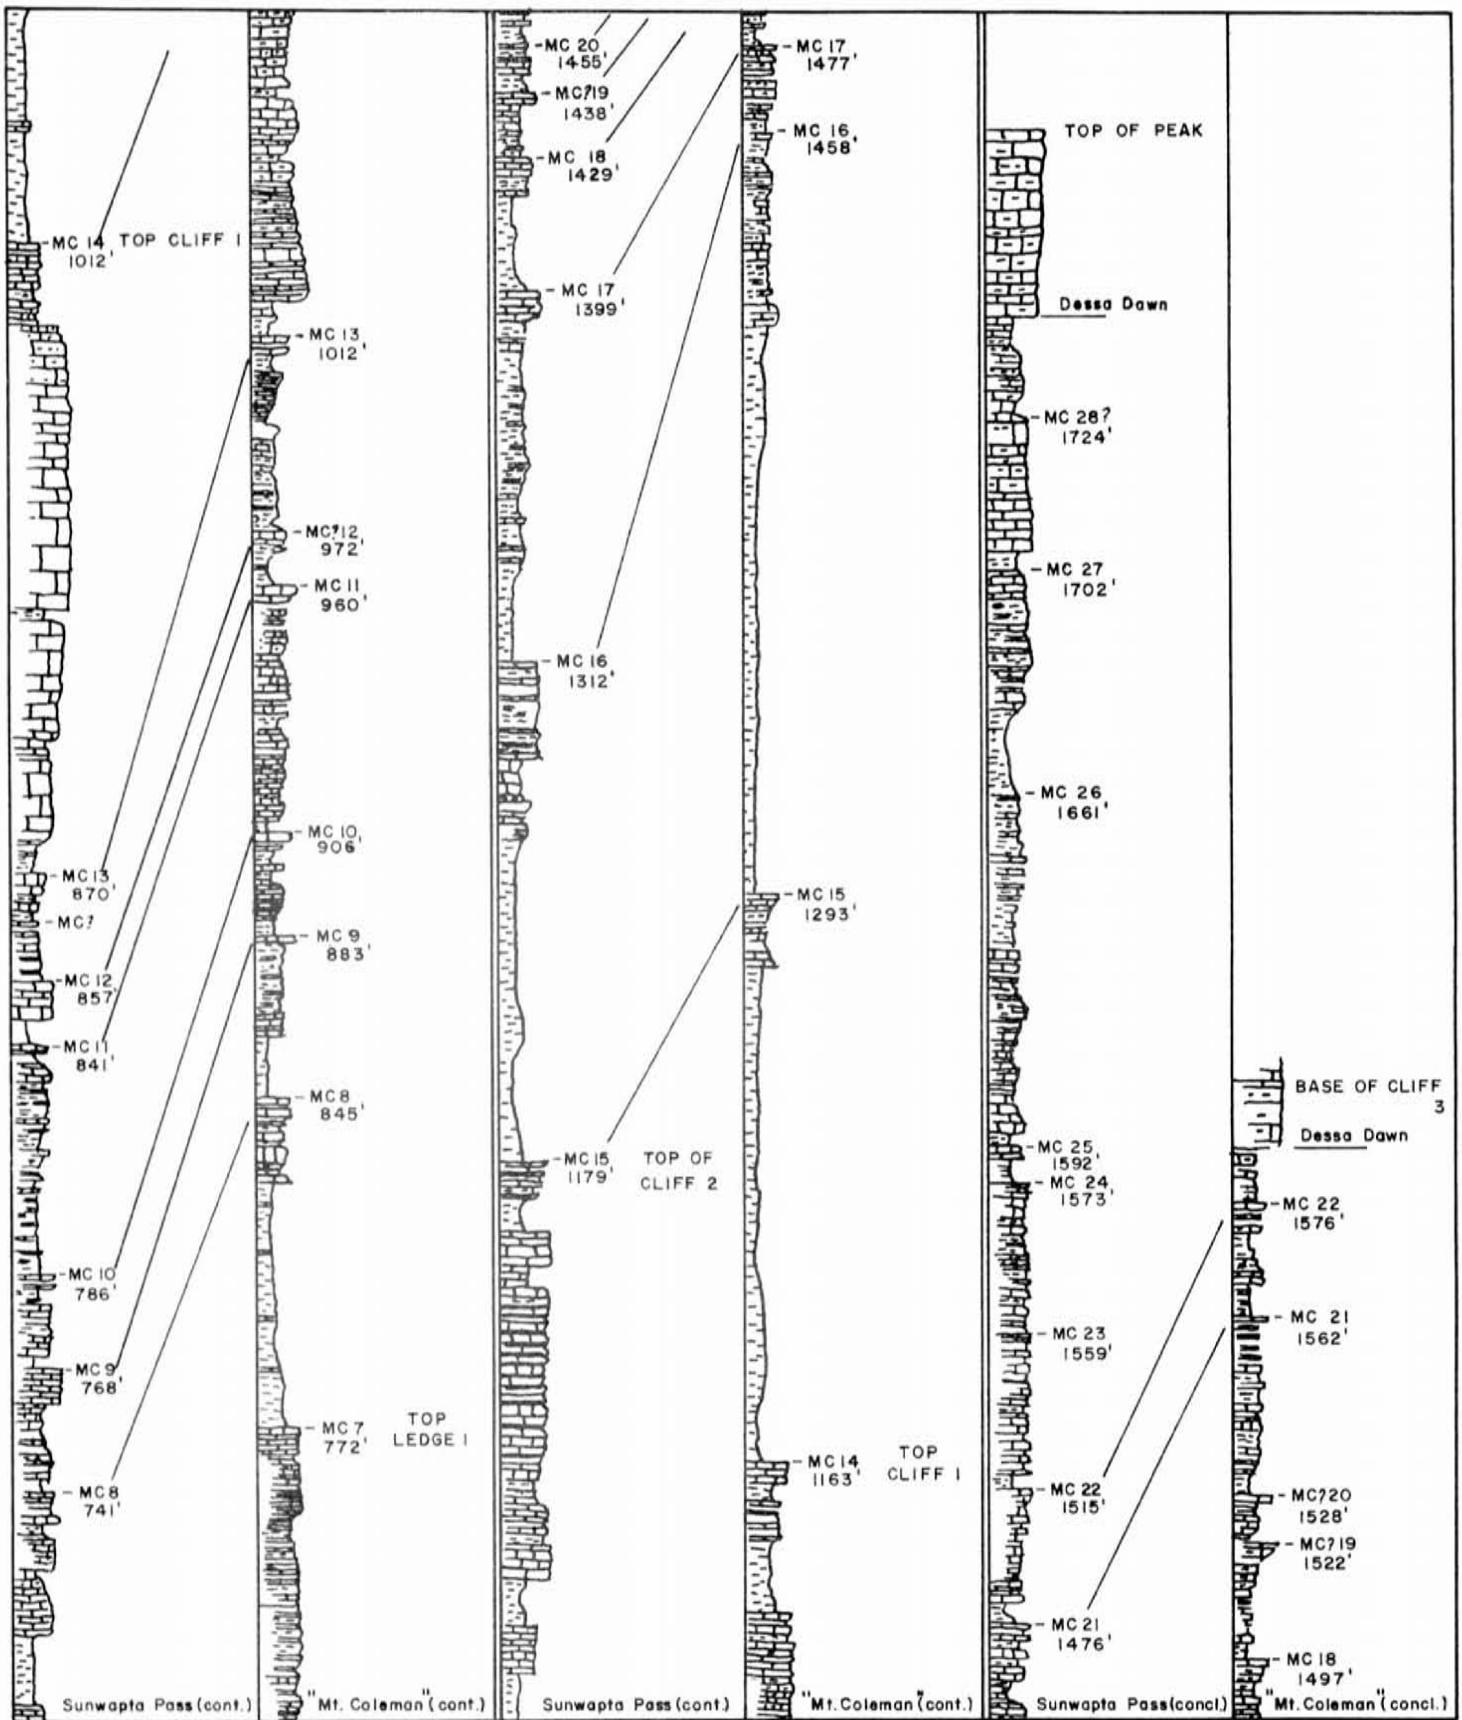 MC 14 TOP CLIFF 1
1012'
MC 13
870'
MC?
MC 12
857'
MC 11
841'
MC 10
786'
MC 9
768'
MC 8
741'
Sunwapta Pass (cont.)
MC 13
1012'
MC?12
972'
MC 11
960'
MC 10
906'
MC 9
883'
MC 8
845'
MC 7
772'
TOP
LEDGE 1
"Mt. Coleman" (cont.)
MC 20
1455'
MC?19
1438'
MC 18
1429'
MC 17
1399'
MC 16
1312'
MC 15
1179'
TOP OF
CLIFF 2
Sunwapta Pass (cont.)
MC 17
1477'
MC 16
1458'
MC 15
1293'
MC 14
1163'
TOP
CLIFF 1
"Mt. Coleman" (cont.)
TOP OF PEAK
Dessa Dawn
MC 28?
1724'
MC 27
1702'
MC 26
1661'
MC 25
1592'
MC 24
1573'
MC 23
1559'
MC 22
1515'
MC 21
1476'
Sunwapta Pass (concl.)
BASE OF CLIFF
3
Dessa Dawn
MC 22
1576'
MC 21
1562'
MC?20
1528'
MC?19
1522'
MC 18
1497'
"Mt. Coleman" (concl.)